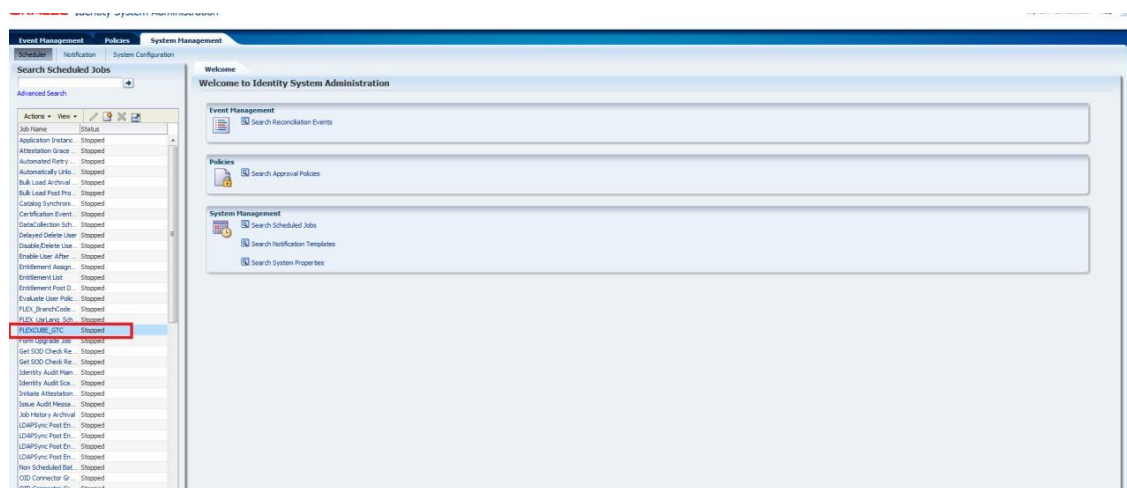 Identity System Administration
Event Management Policies System Management
Scheduler Notification System Configuration
Search Scheduled Jobs
Advanced Search
Actions View
Job Name Status
Application Instanc... Stopped
Attestation Grace ... Stopped
Automated Retry ... Stopped
Automatically Unlo... Stopped
Bulk Load Archival ... Stopped
Bulk Load Post Pro... Stopped
Catalog Synchroni... Stopped
Certification Event... Stopped
DataCollection Sch... Stopped
Delayed Delete User Stopped
Disable/Delete Use... Stopped
Enable User After ... Stopped
Entitlement Assign... Stopped
Entitlement List Stopped
Entitlement Post D... Stopped
Evaluate User Polic... Stopped
FLEX_BranchCode... Stopped
FLEX_UsrLang_Sch... Stopped
FLEXCUBE_GTC Stopped
Form Upgrade Job Stopped
Get SOD Check Re... Stopped
Get SOD Check Re... Stopped
Identity Audit Main... Stopped
Identity Audit Sca... Stopped
Initiate Attestation... Stopped
Issue Audit Messa... Stopped
Job History Archival Stopped
LDAPSync Post En... Stopped
LDAPSync Post En... Stopped
LDAPSync Post En... Stopped
LDAPSync Post En... Stopped
Non Scheduled Bat... Stopped
OID Connector Gr... Stopped
Welcome
Welcome to Identity System Administration
Event Management
Search Reconciliation Events
Policies
Search Approval Policies
System Management
Search Scheduled Jobs
Search Notification Templates
Search System Properties